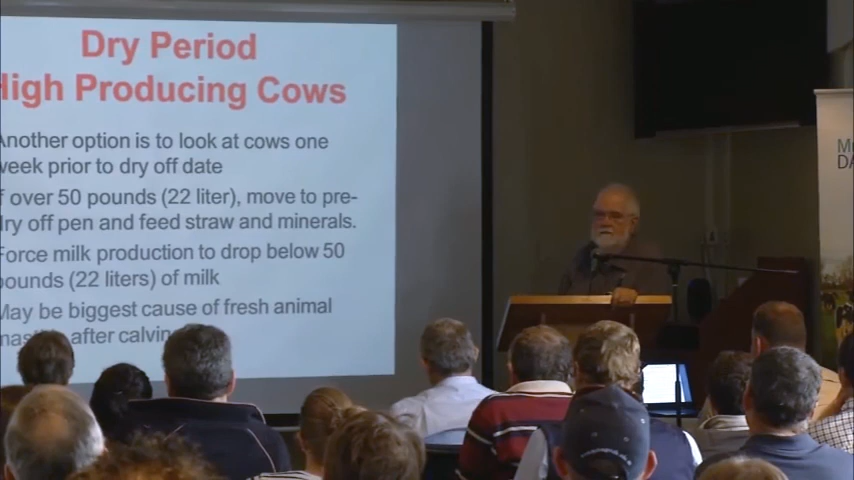 Dry Period
High Producing Cows
Another option is to look at cows one
week prior to dry off date
if over 50 pounds (22 liter), move to pre-
dry off pen and feed straw and minerals.
Force milk production to drop below 50
pounds (22 liters) of milk
May be biggest cause of fresh animal
after calving